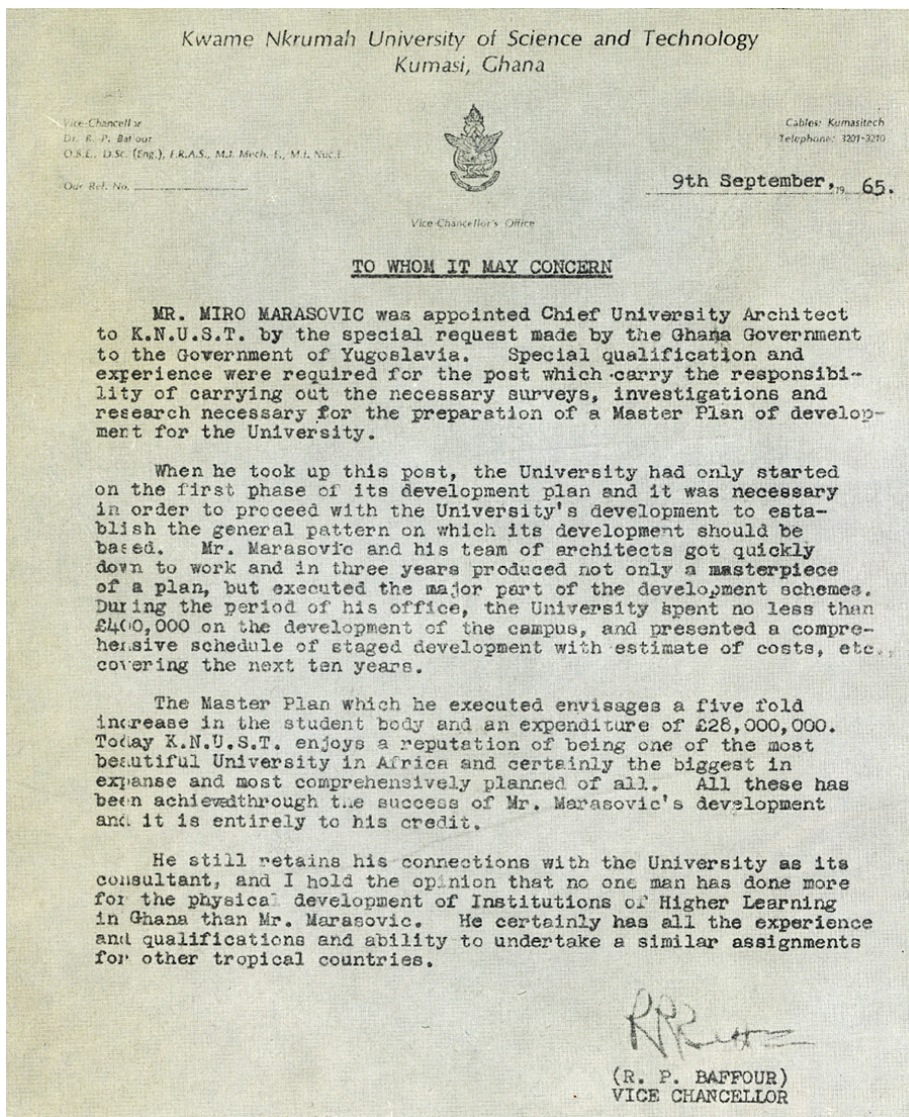 Kwame Nkrumah University of Science and Technology
Kumasi, Ghana
Vice-Chancellor
Dr. R. P. Baffour
O.B.E., D.Sc. (Eng.), F.R.A.S., M.I. Mech. E., M.I. Nuc.E.
Our Ref. No.
Cables: Kumasitech
Telephone: 3201-3210
9th September, 19 65.
Vice-Chancellor's Office
TO WHOM IT MAY CONCERN
MR. MIRO MARASOVIC was appointed Chief University Architect
to K.N.U.S.T. by the special request made by the Ghana Government
to the Government of Yugoslavia. Special qualification and
experience were required for the post which carry the responsibi-
lity of carrying out the necessary surveys, investigations and
research necessary for the preparation of a Master Plan of develop-
ment for the University.
When he took up this post, the University had only started
on the first phase of its development plan and it was necessary
in order to proceed with the University's development to esta-
blish the general pattern on which its development should be
based. Mr. Marasovic and his team of architects got quickly
down to work and in three years produced not only a masterpiece
of a plan, but executed the major part of the development schemes.
During the period of his office, the University spent no less than
£400,000 on the development of the campus, and presented a compre-
hensive schedule of staged development with estimate of costs, etc.,
covering the next ten years.
The Master Plan which he executed envisages a five fold
increase in the student body and an expenditure of £28,000,000.
Today K.N.U.S.T. enjoys a reputation of being one of the most
beautiful University in Africa and certainly the biggest in
expanse and most comprehensively planned of all. All these has
been achievedthrough the success of Mr. Marasovic's development
and it is entirely to his credit.
He still retains his connections with the University as its
consultant, and I hold the opinion that no one man has done more
for the physical development of Institutions of Higher Learning
in Ghana than Mr. Marasovic. He certainly has all the experience
and qualifications and ability to undertake a similar assignments
for other tropical countries.
(R. P. BAFFOUR)
VICE CHANCELLOR